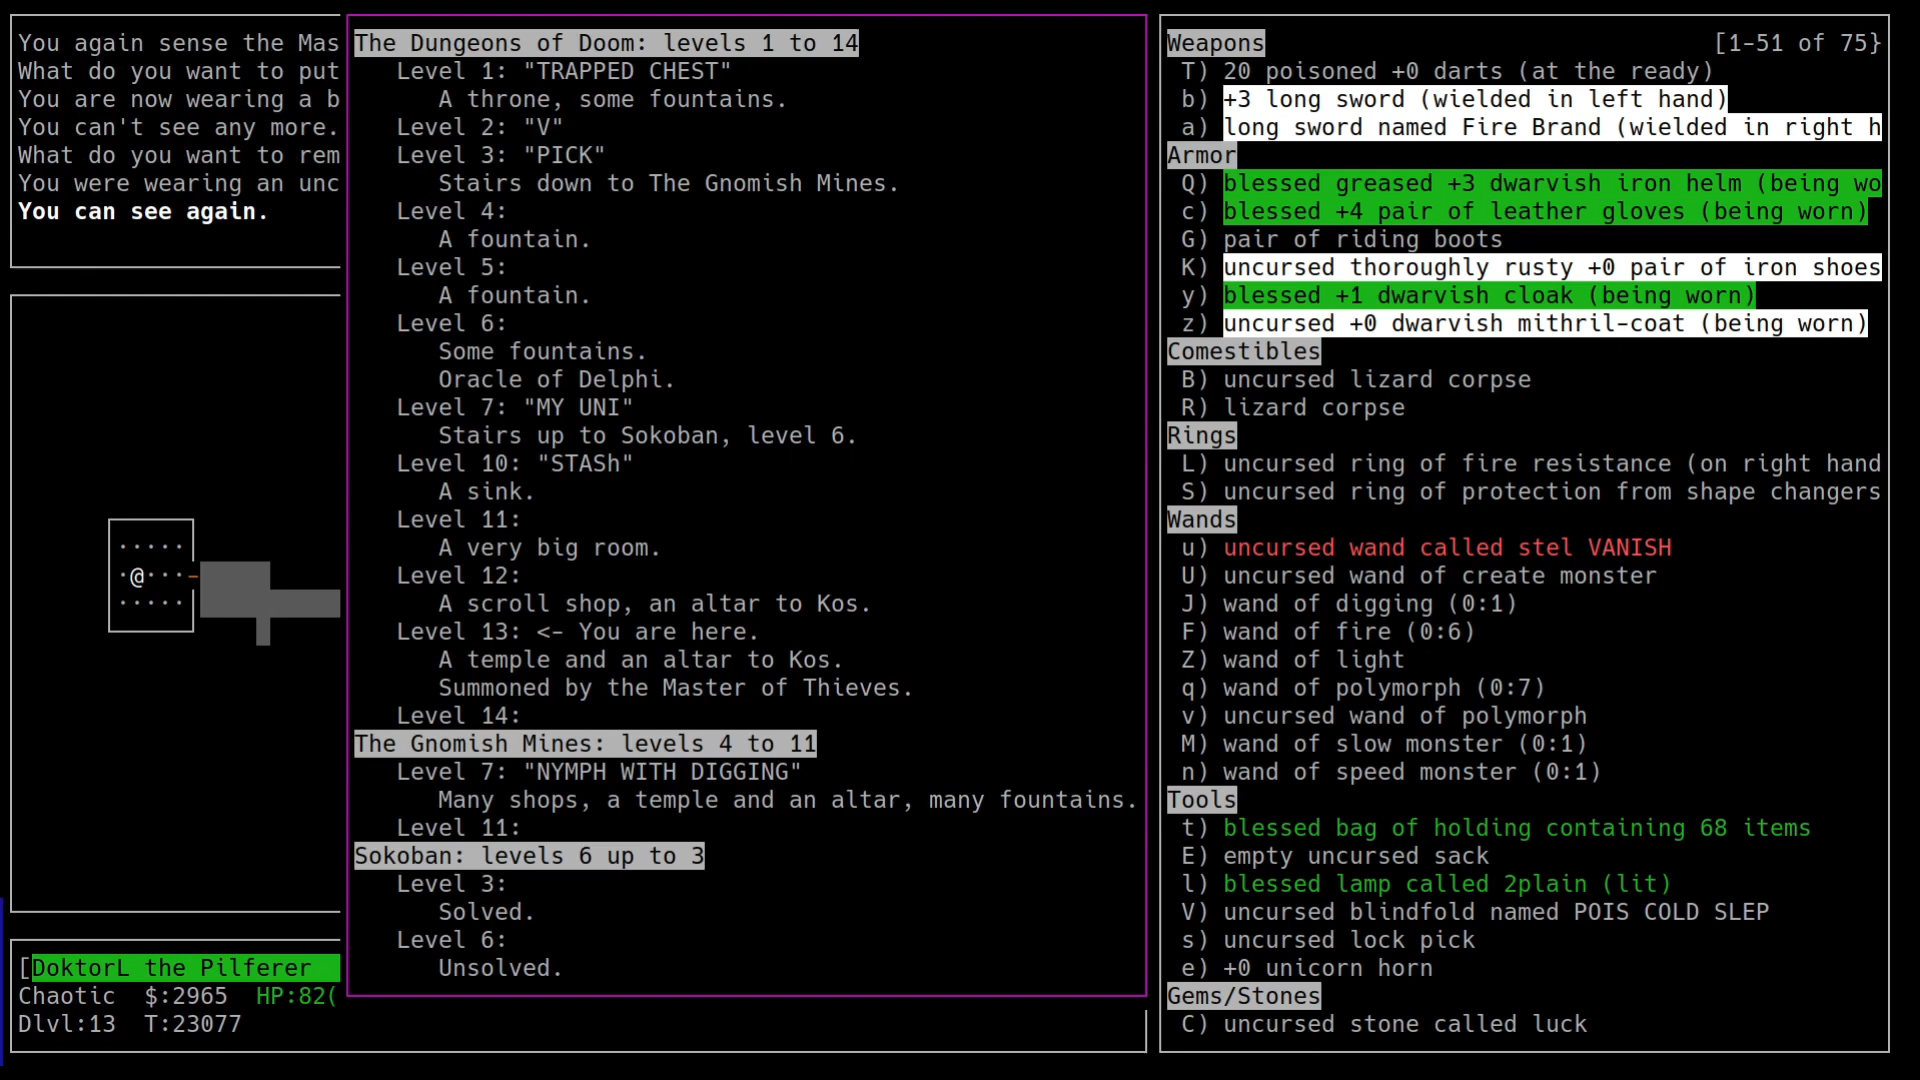 You again sense the Mas
What do you want to put
You are now wearing a b
You can't see any more.
What do you want to rem
You were wearing an unc
You can see again.
·····
·@···-
·····
[DoktorL the Pilferer
Chaotic $:2965 HP:82(
Dlvl:13 T:23077
The Dungeons of Doom: levels 1 to 14
Level 1: "TRAPPED CHEST"
A throne, some fountains.
Level 2: "V"
Level 3: "PICK"
Stairs down to The Gnomish Mines.
Level 4:
A fountain.
Level 5:
A fountain.
Level 6:
Some fountains.
Oracle of Delphi.
Level 7: "MY UNI"
Stairs up to Sokoban, level 6.
Level 10: "STASh"
A sink.
Level 11:
A very big room.
Level 12:
A scroll shop, an altar to Kos.
Level 13: <- You are here.
A temple and an altar to Kos.
Summoned by the Master of Thieves.
Level 14:
The Gnomish Mines: levels 4 to 11
Level 7: "NYMPH WITH DIGGING"
Many shops, a temple and an altar, many fountains.
Level 11:
Sokoban: levels 6 up to 3
Level 3:
Solved.
Level 6:
Unsolved.
Weapons [1-51 of 75}
T) 20 poisoned +0 darts (at the ready)
b) +3 long sword (wielded in left hand)
a) long sword named Fire Brand (wielded in right h
Armor
Q) blessed greased +3 dwarvish iron helm (being wo
c) blessed +4 pair of leather gloves (being worn)
G) pair of riding boots
K) uncursed thoroughly rusty +0 pair of iron shoes
y) blessed +1 dwarvish cloak (being worn)
z) uncursed +0 dwarvish mithril-coat (being worn)
Comestibles
B) uncursed lizard corpse
R) lizard corpse
Rings
L) uncursed ring of fire resistance (on right hand
S) uncursed ring of protection from shape changers
Wands
u) uncursed wand called stel VANISH
U) uncursed wand of create monster
J) wand of digging (0:1)
F) wand of fire (0:6)
Z) wand of light
q) wand of polymorph (0:7)
v) uncursed wand of polymorph
M) wand of slow monster (0:1)
n) wand of speed monster (0:1)
Tools
t) blessed bag of holding containing 68 items
E) empty uncursed sack
l) blessed lamp called 2plain (lit)
V) uncursed blindfold named POIS COLD SLEP
s) uncursed lock pick
e) +0 unicorn horn
Gems/Stones
C) uncursed stone called luck